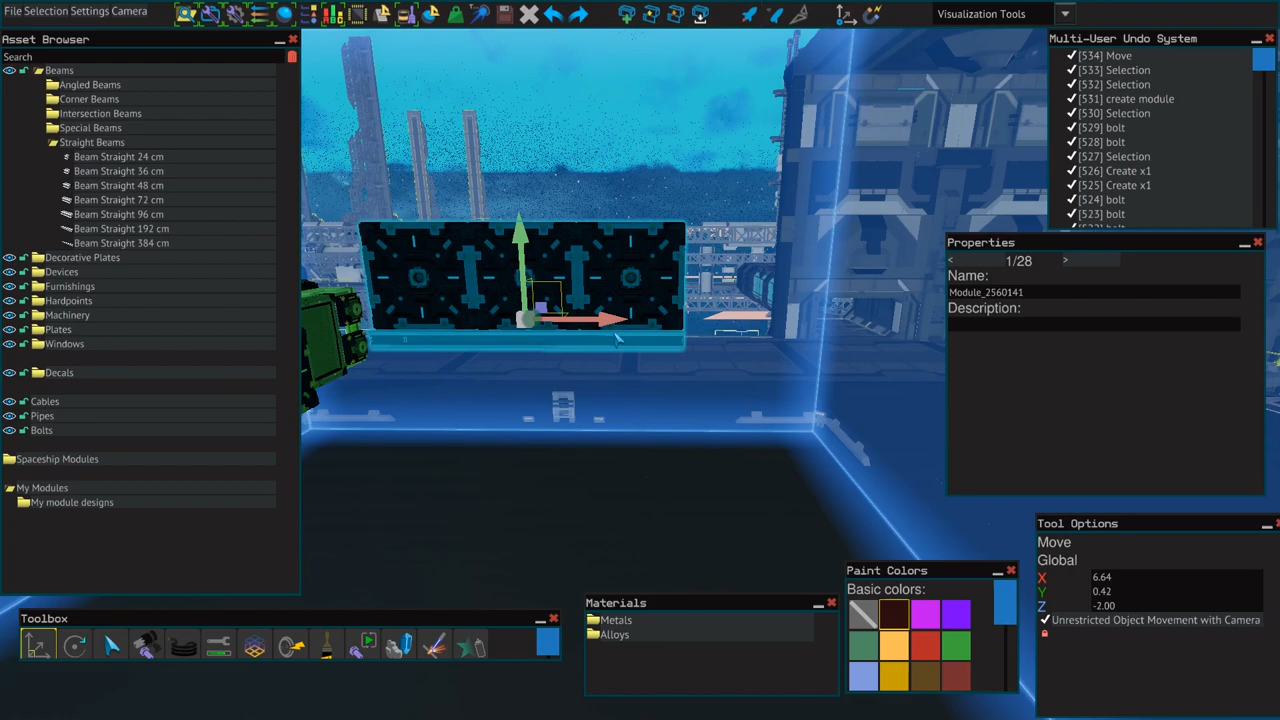 File Selection Settings Camera
Visualization Tools
Asset Browser
Search
Beams
Angled Beams
Corner Beams
Intersection Beams
Special Beams
Straight Beams
Beam Straight 24 cm
Beam Straight 36 cm
Beam Straight 48 cm
Beam Straight 72 cm
Beam Straight 96 cm
Beam Straight 192 cm
Beam Straight 384 cm
Decorative Plates
Devices
Furnishings
Hardpoints
Machinery
Plates
Windows
Decals
Cables
Pipes
Bolts
Spaceship Modules
My Modules
My module designs
Multi-User Undo System
[534] Move
[533] Selection
[532] Selection
[531] create module
[530] Selection
[529] bolt
[528] bolt
[527] Selection
[526] Create x1
[525] Create x1
[524] bolt
[523] bolt
Properties
< 1/28 >
Name:
Module_2560141
Description:
Tool Options
Move
Global
X 6.64
Y 0.42
Z -2.00
Unrestricted Object Movement with Camera
Paint Colors
Basic colors:
Materials
Metals
Alloys
Toolbox